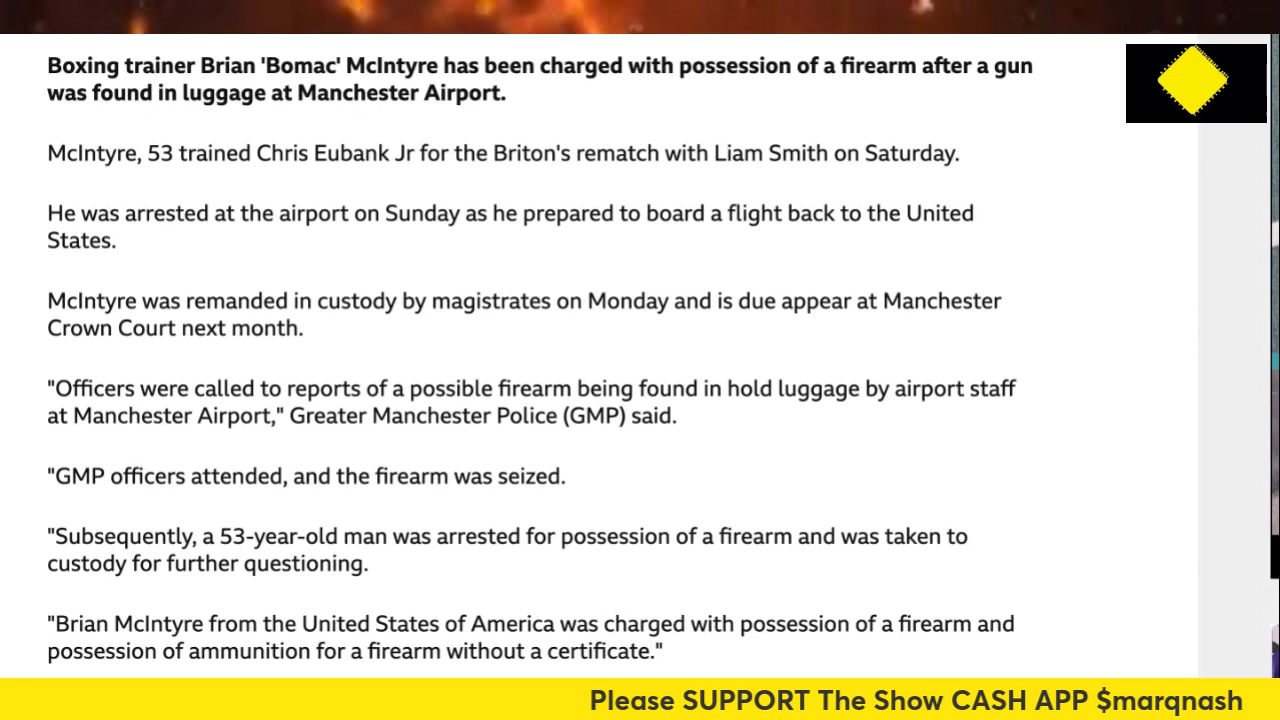 Boxing trainer Brian 'Bomac' McIntyre has been charged with possession of a firearm after a gun
was found in luggage at Manchester Airport.
McIntyre, 53 trained Chris Eubank Jr for the Briton's rematch with Liam Smith on Saturday.
He was arrested at the airport on Sunday as he prepared to board a flight back to the United
States.
McIntyre was remanded in custody by magistrates on Monday and is due appear at Manchester
Crown Court next month.
"Officers were called to reports of a possible firearm being found in hold luggage by airport staff
at Manchester Airport," Greater Manchester Police (GMP) said.
"GMP officers attended, and the firearm was seized.
"Subsequently, a 53-year-old man was arrested for possession of a firearm and was taken to
custody for further questioning.
"Brian McIntyre from the United States of America was charged with possession of a firearm and
possession of ammunition for a firearm without a certificate."
Please SUPPORT The Show CASH APP $marqnash